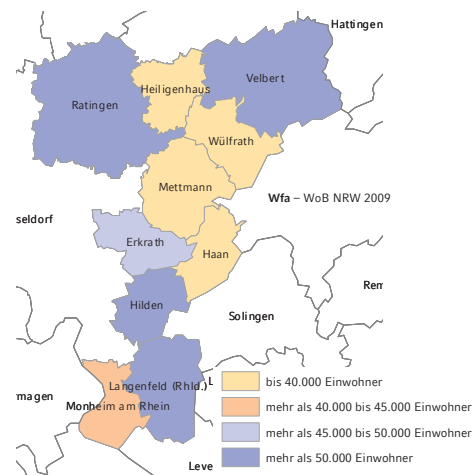 Hattingen
Velbert
Heiligenhaus
Ratingen
Wülfrath
Mettmann
Wfa – WoB NRW 2009
seldorf
Erkrath
Haan
Rem
Hilden
Solingen
Langenfeld (Rhld.)
L
bis 40.000 Einwohner
magen
Monheim am Rhein
mehr als 40.000 bis 45.000 Einwohner
mehr als 45.000 bis 50.000 Einwohner
mehr als 50.000 Einwohner
Leve